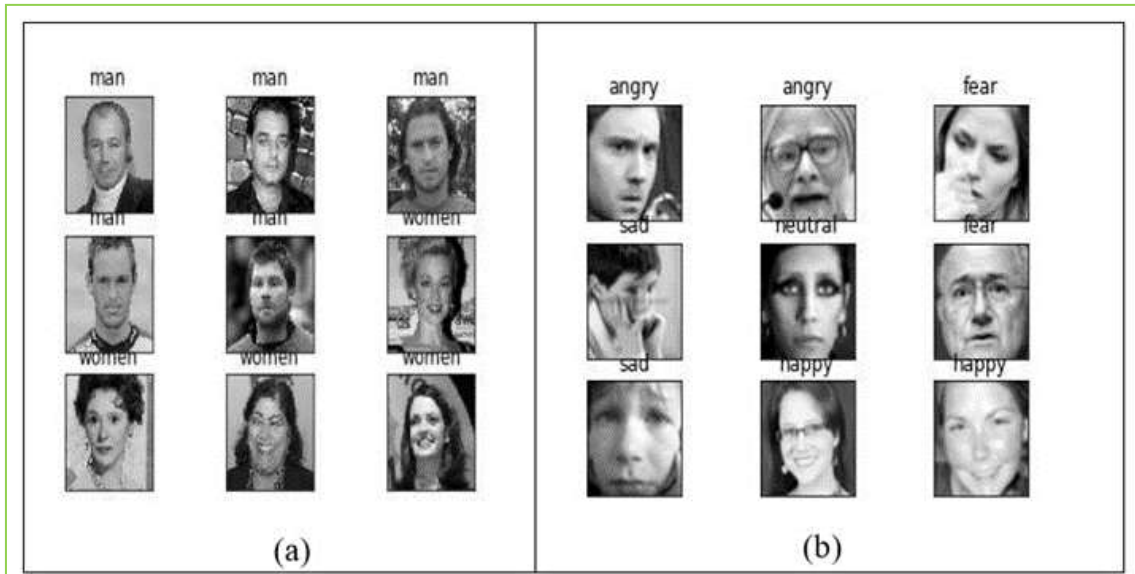 man man man
man man women
women women women
(a)
angry angry fear
sad neutral fear
sad happy happy
(b)